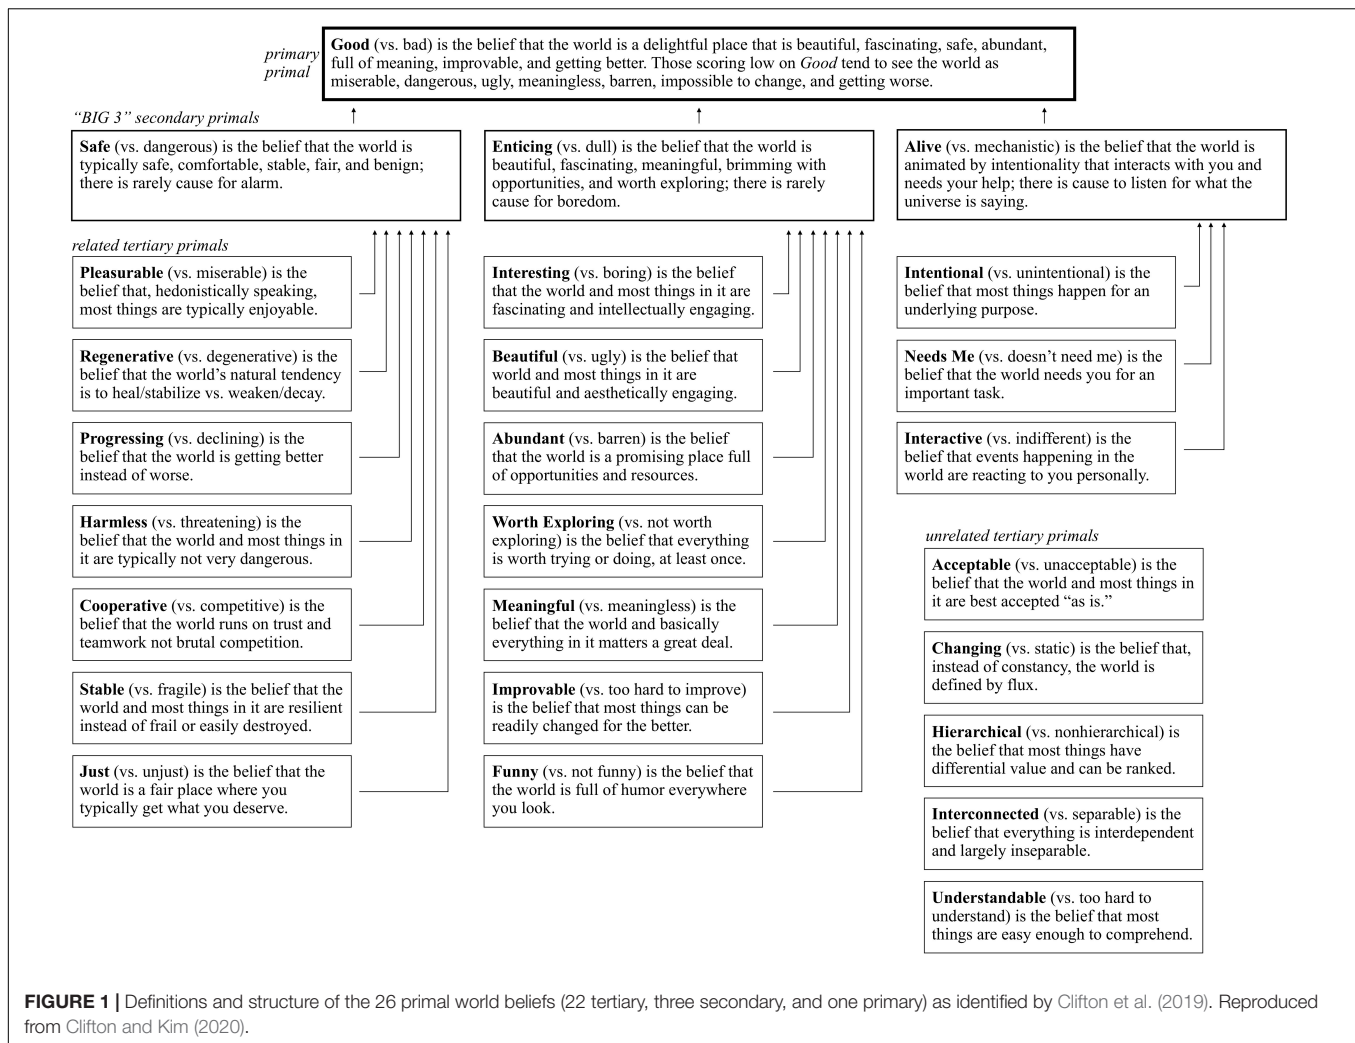 primary
primal
Good (vs. bad) is the belief that the world is a delightful place that is beautiful, fascinating, safe, abundant,
full of meaning, improvable, and getting better. Those scoring low on Good tend to see the world as
miserable, dangerous, ugly, meaningless, barren, impossible to change, and getting worse.
“BIG 3” secondary primals
Safe (vs. dangerous) is the belief that the world is
typically safe, comfortable, stable, fair, and benign;
there is rarely cause for alarm.
Enticing (vs. dull) is the belief that the world is
beautiful, fascinating, meaningful, brimming with
opportunities, and worth exploring; there is rarely
cause for boredom.
Alive (vs. mechanistic) is the belief that the world is
animated by intentionality that interacts with you and
needs your help; there is cause to listen for what the
universe is saying.
related tertiary primals
Pleasurable (vs. miserable) is the
belief that, hedonistically speaking,
most things are typically enjoyable.
Regenerative (vs. degenerative) is the
belief that the world’s natural tendency
is to heal/stabilize vs. weaken/decay.
Progressing (vs. declining) is the
belief that the world is getting better
instead of worse.
Harmless (vs. threatening) is the
belief that the world and most things in
it are typically not very dangerous.
Cooperative (vs. competitive) is the
belief that the world runs on trust and
teamwork not brutal competition.
Stable (vs. fragile) is the belief that the
world and most things in it are resilient
instead of frail or easily destroyed.
Just (vs. unjust) is the belief that the
world is a fair place where you
typically get what you deserve.
Interesting (vs. boring) is the belief
that the world and most things in it are
fascinating and intellectually engaging.
Beautiful (vs. ugly) is the belief that
world and most things in it are
beautiful and aesthetically engaging.
Abundant (vs. barren) is the belief
that the world is a promising place full
of opportunities and resources.
Worth Exploring (vs. not worth
exploring) is the belief that everything
is worth trying or doing, at least once.
Meaningful (vs. meaningless) is the
belief that the world and basically
everything in it matters a great deal.
Improvable (vs. too hard to improve)
is the belief that most things can be
readily changed for the better.
Funny (vs. not funny) is the belief that
the world is full of humor everywhere
you look.
Intentional (vs. unintentional) is the
belief that most things happen for an
underlying purpose.
Needs Me (vs. doesn’t need me) is the
belief that the world needs you for an
important task.
Interactive (vs. indifferent) is the
belief that events happening in the
world are reacting to you personally.
unrelated tertiary primals
Acceptable (vs. unacceptable) is the
belief that the world and most things in
it are best accepted “as is.”
Changing (vs. static) is the belief that,
instead of constancy, the world is
defined by flux.
Hierarchical (vs. nonhierarchical) is
the belief that most things have
differential value and can be ranked.
Interconnected (vs. separable) is the
belief that everything is interdependent
and largely inseparable.
Understandable (vs. too hard to
understand) is the belief that most
things are easy enough to comprehend.
FIGURE 1 | Definitions and structure of the 26 primal world beliefs (22 tertiary, three secondary, and one primary) as identified by Clifton et al. (2019). Reproduced
from Clifton and Kim (2020).